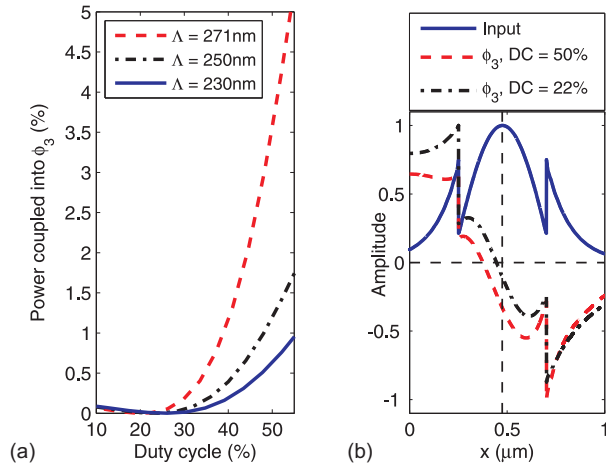 5
4.5
4
3.5
3
2.5
2
1.5
1
0.5
0
Power coupled into ϕ3 (%)
Λ = 271nm
Λ = 250nm
Λ = 230nm
10 20 30 40 50
Duty cycle (%)
(a)
Input
ϕ3, DC = 50%
ϕ3, DC = 22%
1
0.5
0
-0.5
-1
Amplitude
0 0.5 1
x (μm)
(b)